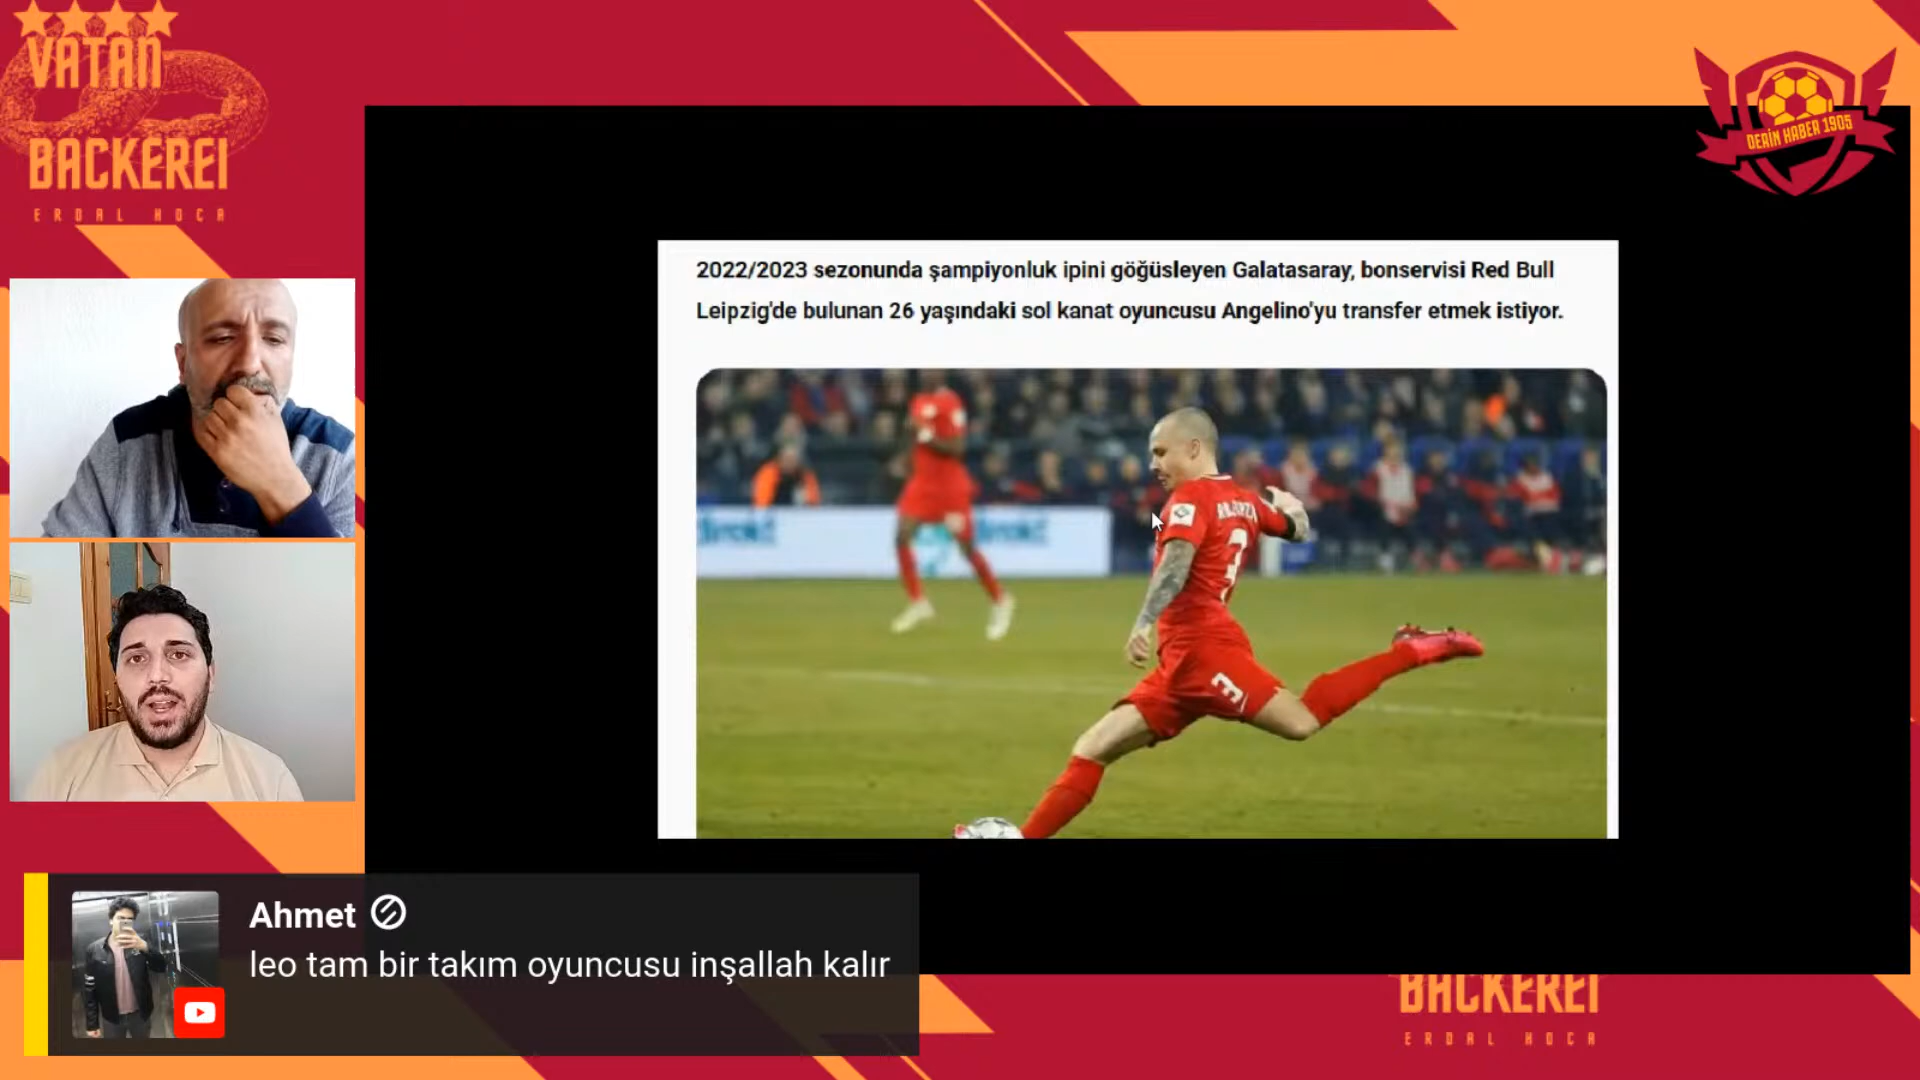 VATAN
BACKEREI
ERDAL HOCA
DERİN HABER 1905
2022/2023 sezonunda şampiyonluk ipini göğüsleyen Galatasaray, bonservisi Red Bull
Leipzig'de bulunan 26 yaşındaki sol kanat oyuncusu Angelino'yu transfer etmek istiyor.
3
3
Ahmet
leo tam bir takım oyuncusu inşallah kalır
BACKEREI
ERDAL HOCA